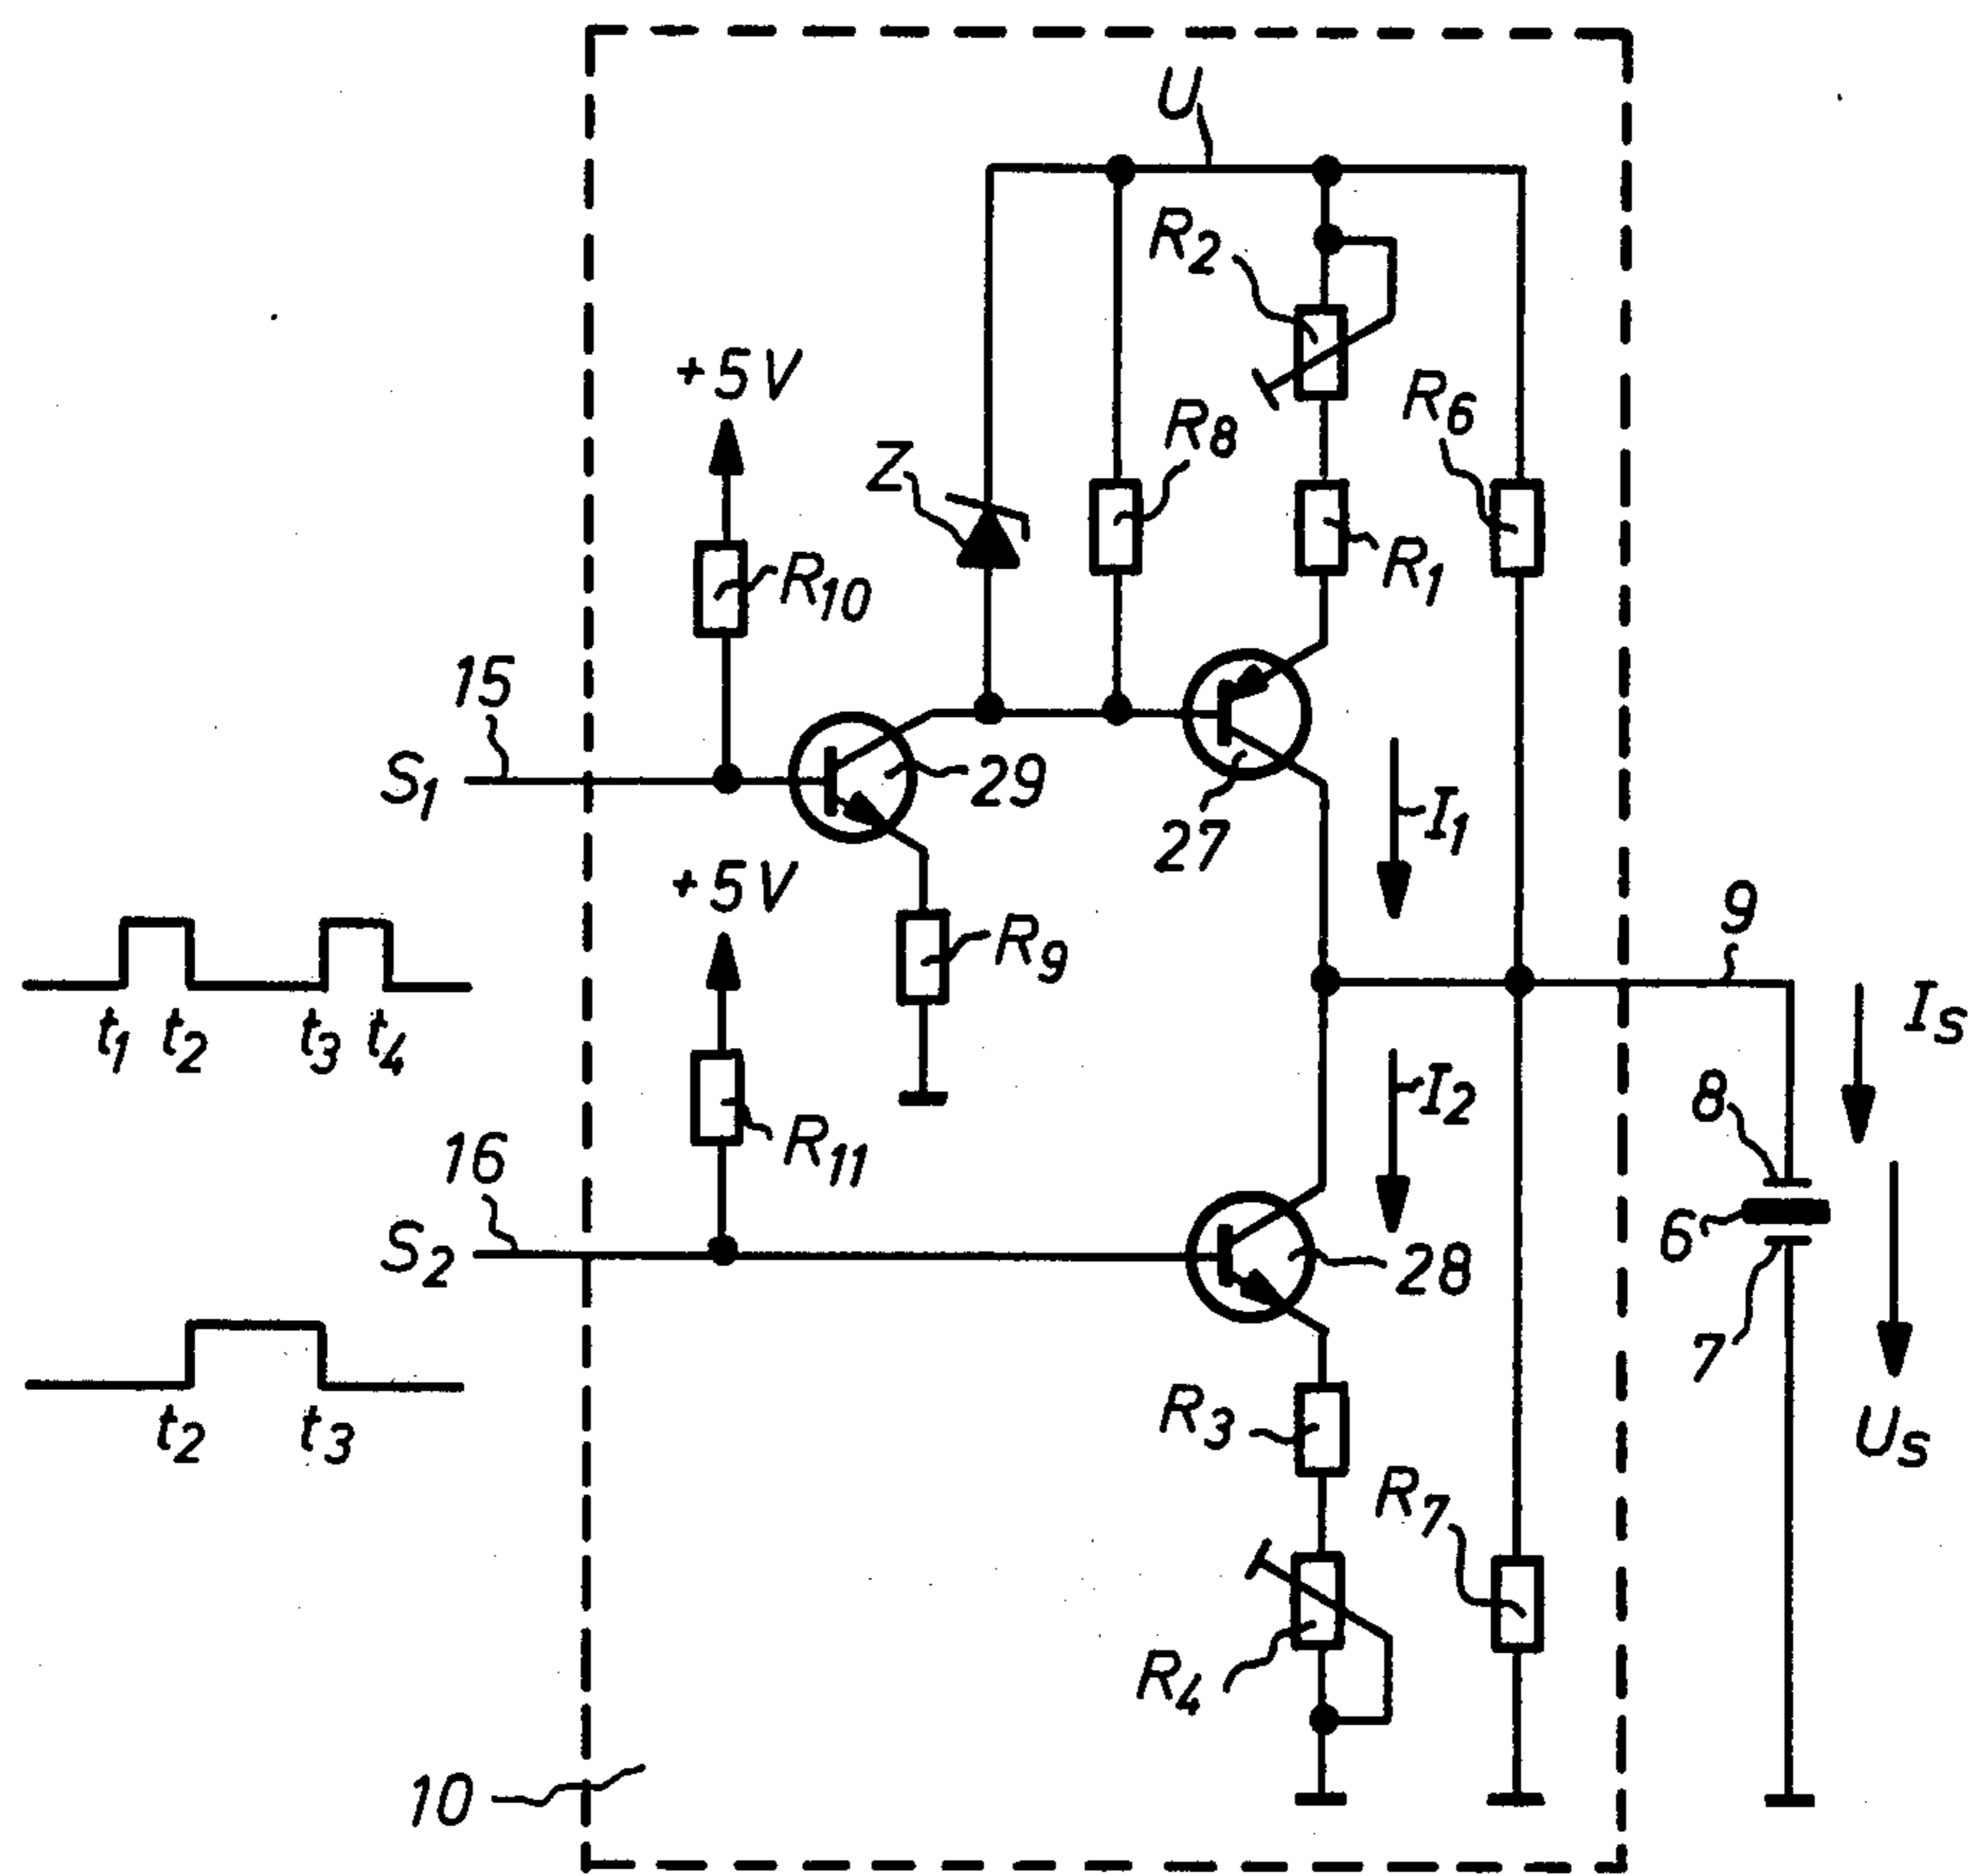 U
R2
+5V
R6
R8
Z
R1
R10
15
S1
29
27
I1
+5V
9
R9
IS
t1 t2 t3 t4
I2
8
R11
16
S2
6
28
7
R3
US
t2 t3
R7
R4
10